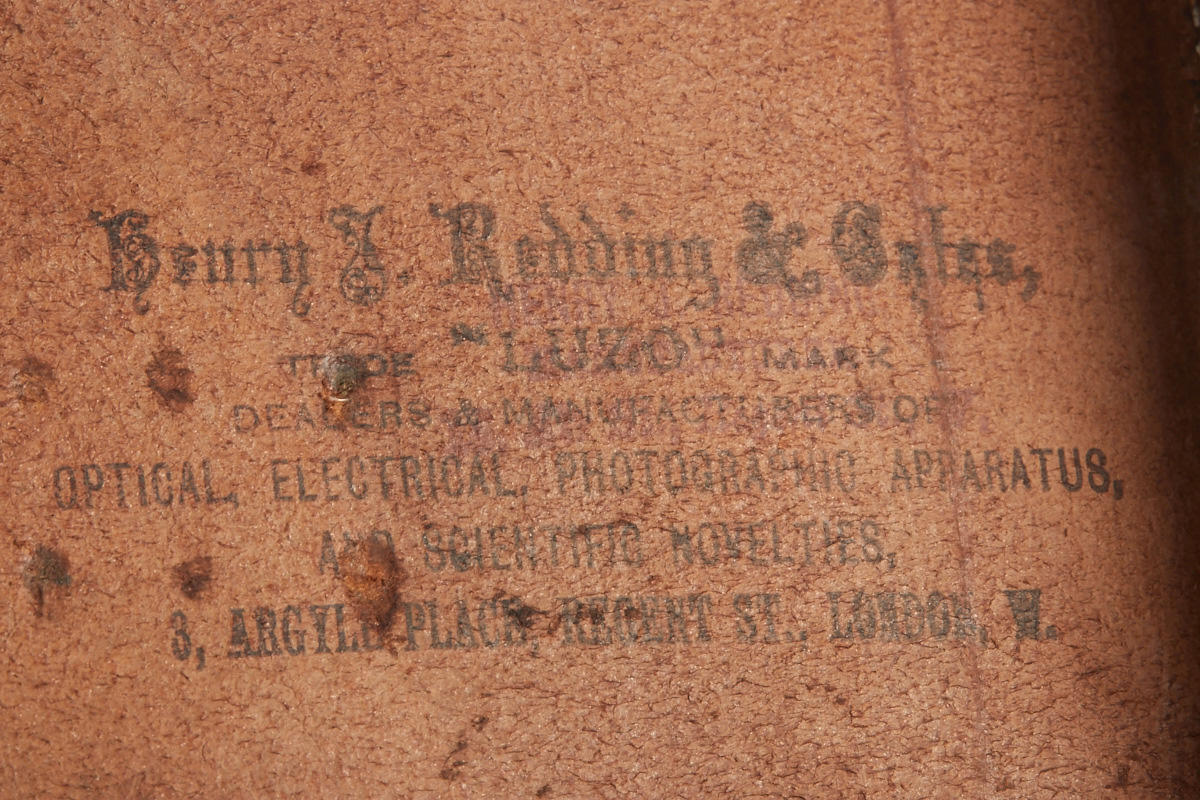 Henry J. Redding & Gyles,
TRADE "LUZO" MARK
DEALERS & MANUFACTURERS OF
OPTICAL, ELECTRICAL, PHOTOGRAPHIC APPARATUS,
AND SCIENTIFIC NOVELTIES,
3, ARGYLL PLACE, REGENT ST., LONDON, W.